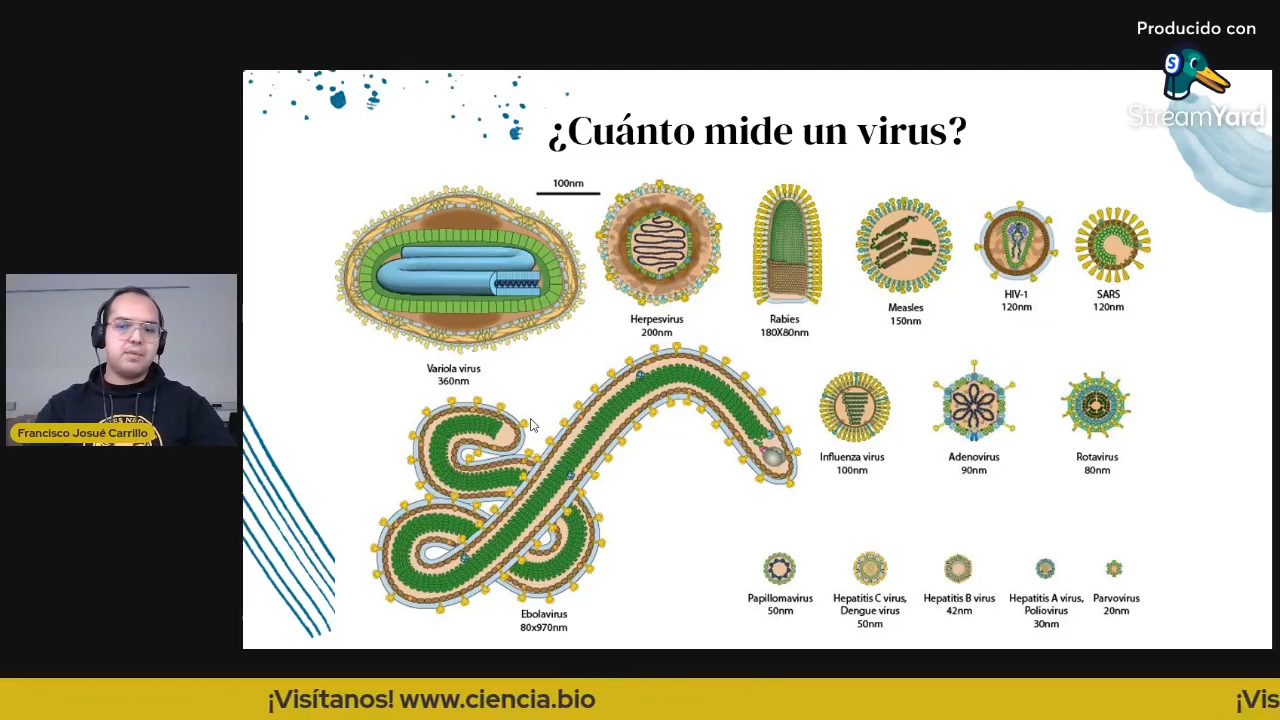 Producido con
StreamYard
¿Cuánto mide un virus?
100nm
Variola virus
360nm
Herpesvirus
200nm
Rabies
180X80nm
Measles
150nm
HIV-1
120nm
SARS
120nm
Ebolavirus
80x970nm
Influenza virus
100nm
Adenovirus
90nm
Rotavirus
80nm
Papillomavirus
50nm
Hepatitis C virus,
Dengue virus
50nm
Hepatitis B virus
42nm
Hepatitis A virus,
Poliovirus
30nm
Parvovirus
20nm
Francisco Josué Carrillo
¡Visítanos! www.ciencia.bio
¡Vis